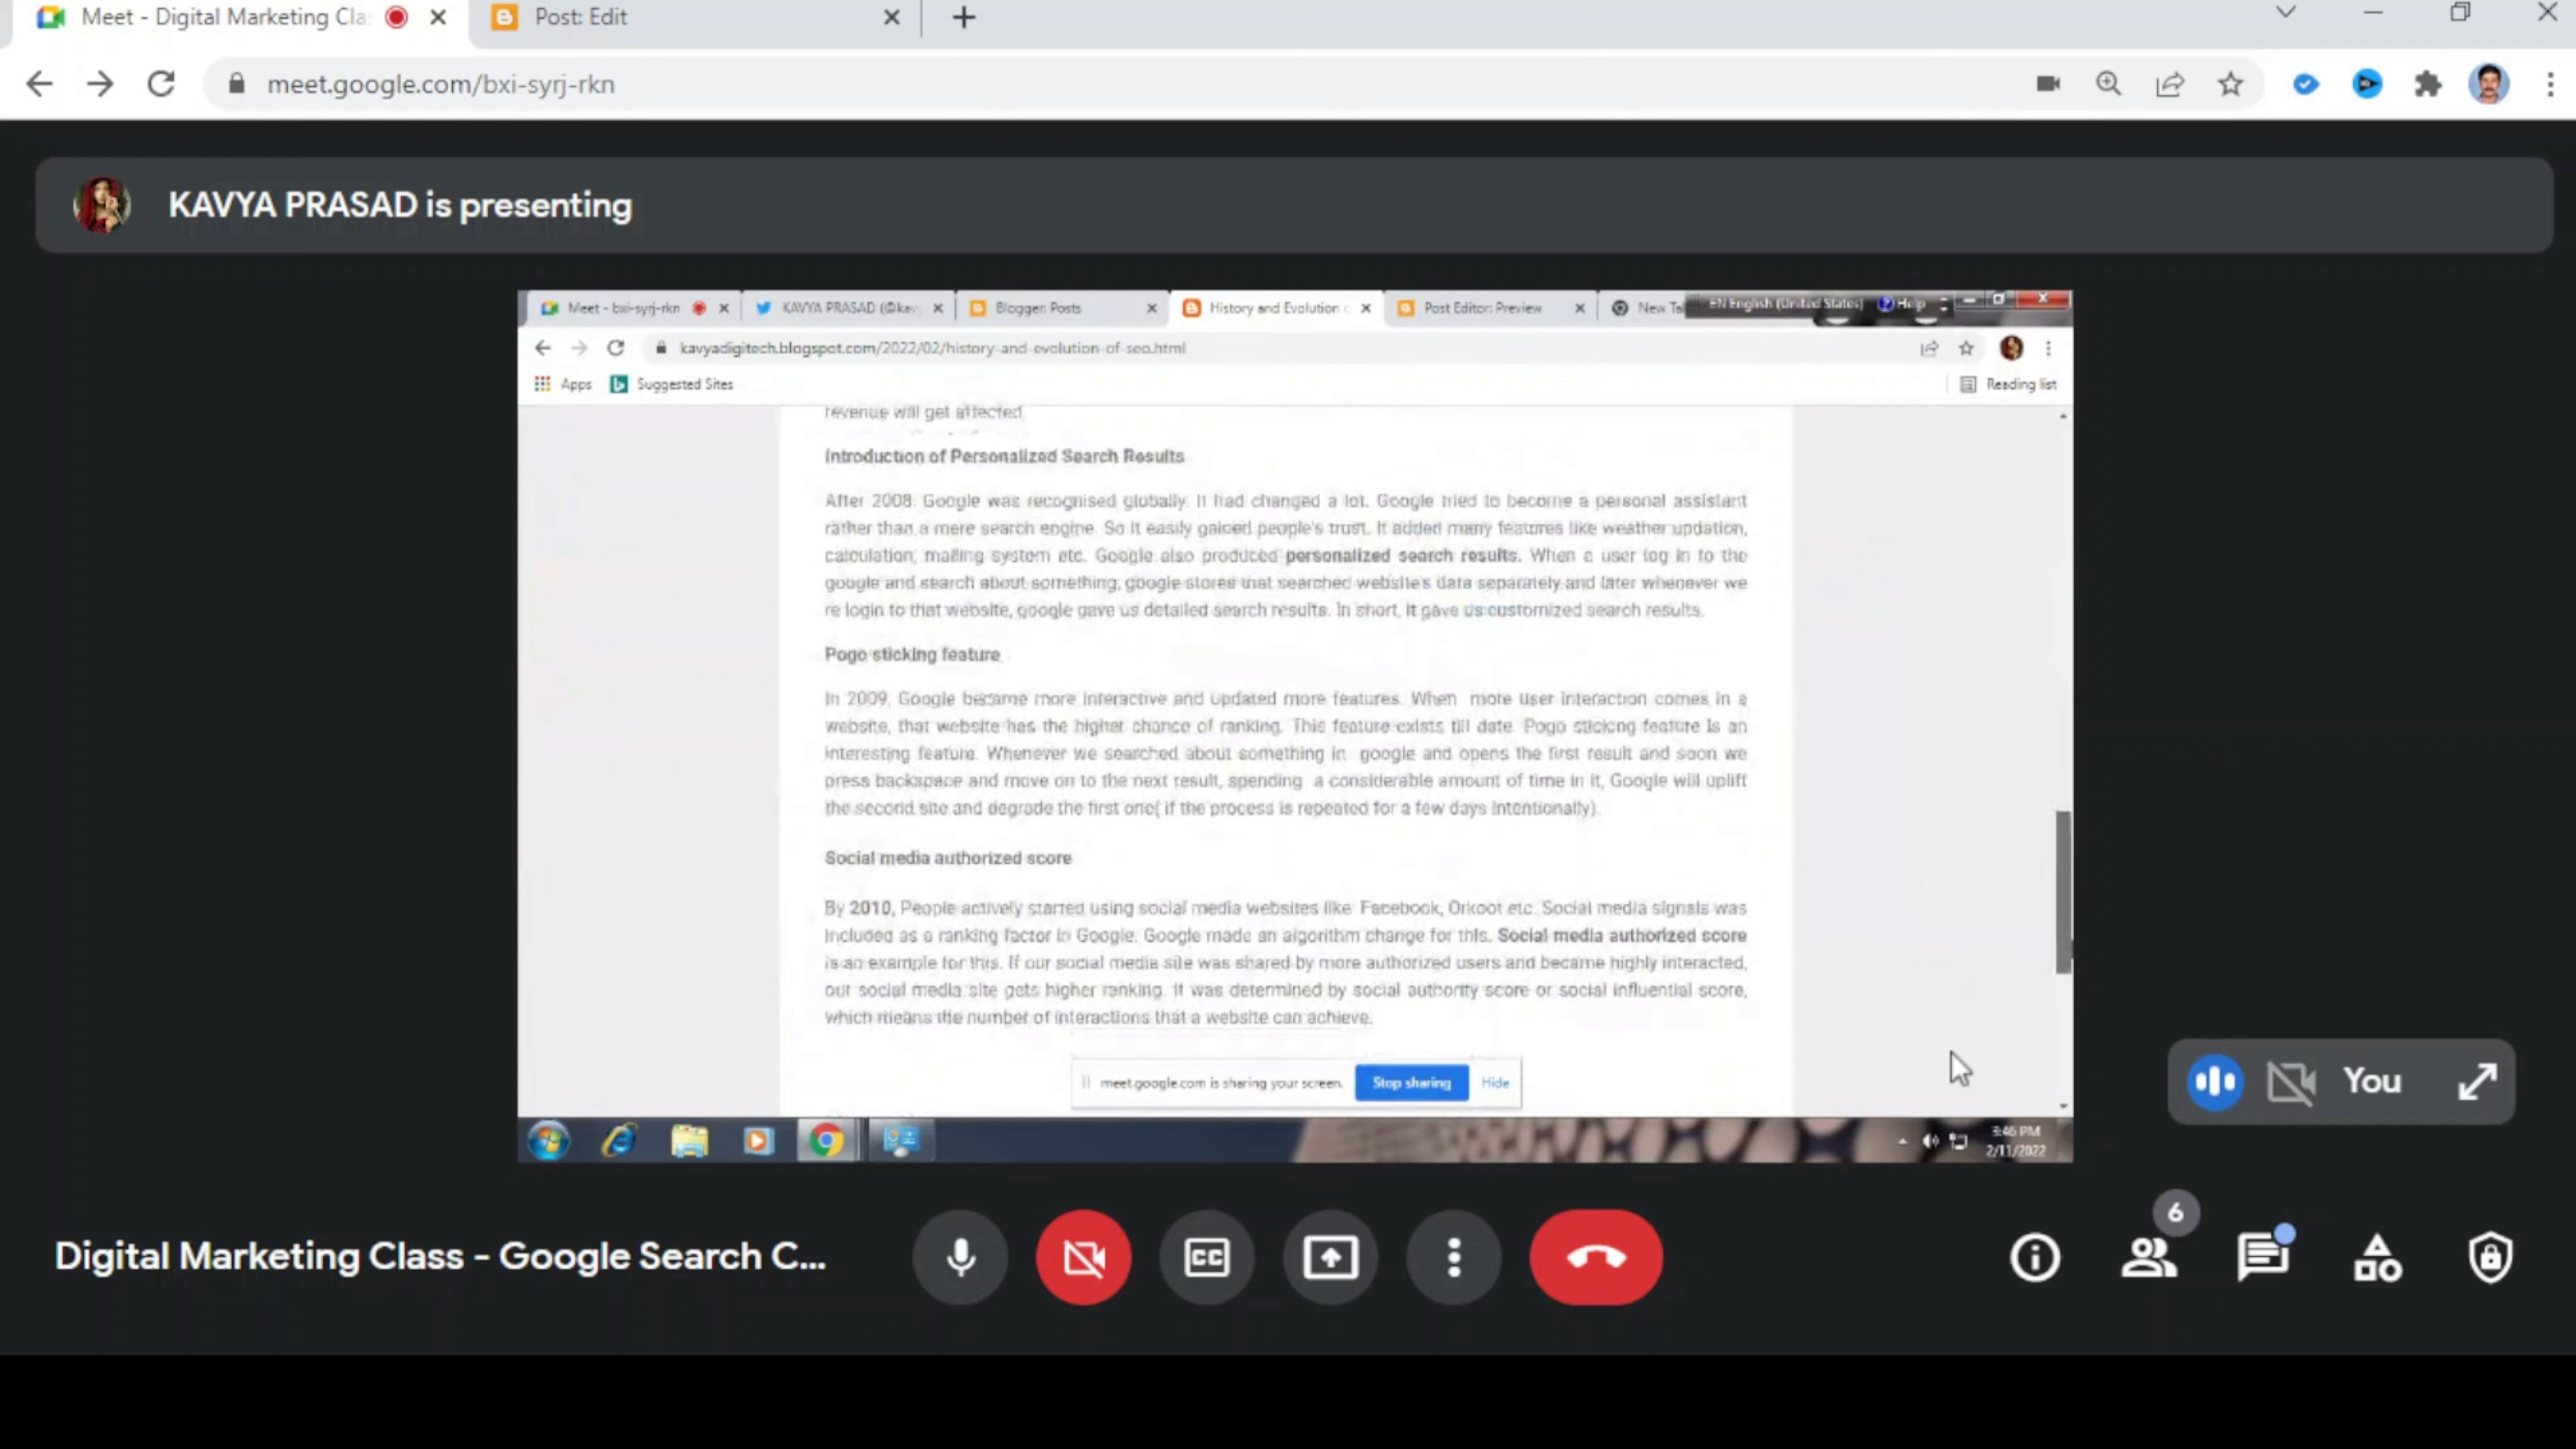 Meet - Digital Marketing Cla
Post: Edit
meet.google.com/bxi-syrj-rkn
KAVYA PRASAD is presenting
Meet - bxi-syrj-rkn
KAVYA PRASAD (@kav
Blogger: Posts
History and Evolution
Post Editor: Preview
New Ta
EN English (United States)
Help
kavyadigitech.blogspot.com/2022/02/history-and-evolution-of-seo.html
Apps
Suggested Sites
Reading list
revenue will get affected.
Introduction of Personalized Search Results
After 2008. Google was recognised globally. It had changed a lot. Google tried to become a personal assistant
rather than a mere search engine. So it easily gained people's trust. It added many features like weather updation,
calculation, mailing system etc. Google also produced personalized search results. When a user log in to the
google and search about something, google stores that searched website's data separately and later whenever we
re login to that website, google gave us detailed search results. In short, it gave us customized search results.
Pogo sticking feature
In 2009, Google became more interactive and updated more features. When more user interaction comes in a
website, that website has the higher chance of ranking. This feature exists till date. Pogo sticking feature is an
interesting feature. Whenever we searched about something in google and opens the first result and soon we
press backspace and move on to the next result, spending a considerable amount of time in it, Google will uplift
the second site and degrade the first one( if the process is repeated for a few days intentionally).
Social media authorized score
By 2010, People actively started using social media websites like Facebook, Orkoot etc. Social media signals was
included as a ranking factor in Google. Google made an algorithm change for this. Social media authorized score
is an example for this. If our social media site was shared by more authorized users and became highly interacted,
our social media site gets higher ranking. It was determined by social authority score or social influential score,
which means the number of interactions that a website can achieve.
meet.google.com is sharing your screen.
Stop sharing
Hide
You
3:46 PM
2/11/2022
6
Digital Marketing Class - Google Search C...
CC